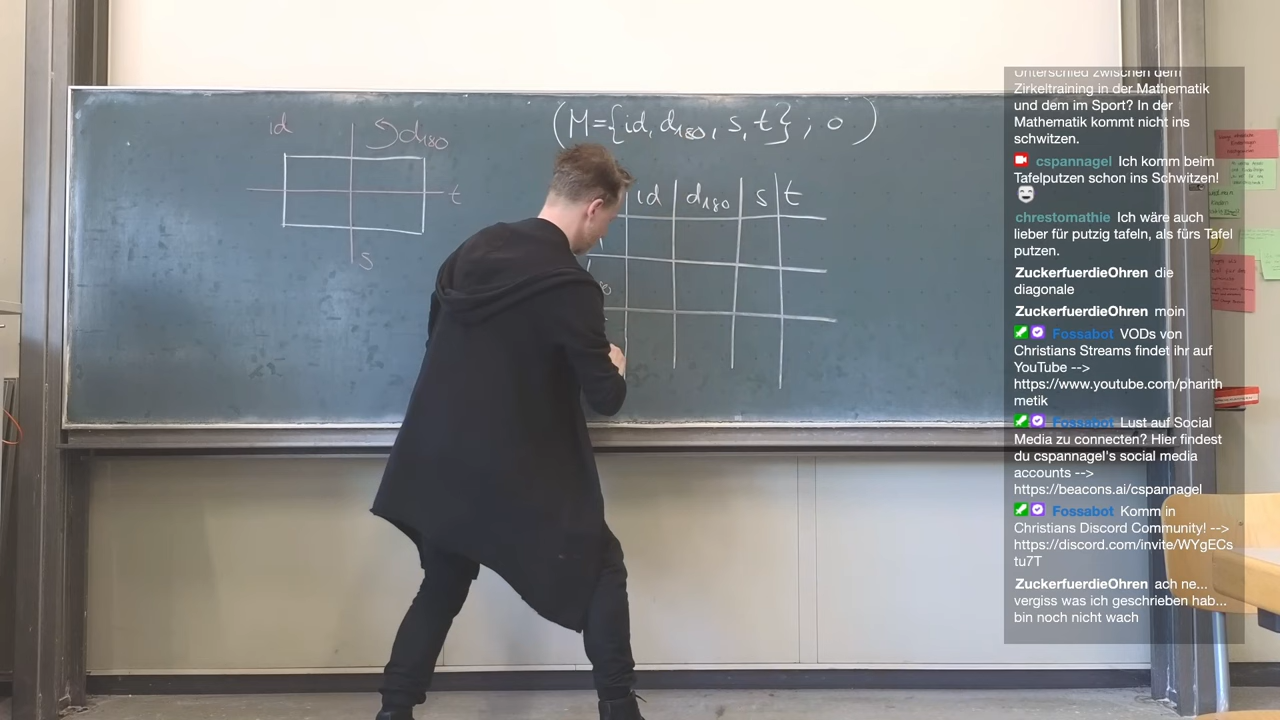 id
d180
t
s
(M={id, d180, s, t} ; ∘ )
id d180 s t
Unterschied zwischen dem
Zirkeltraining in der Mathematik
und dem im Sport? In der
Mathematik kommt nicht ins
schwitzen.
cspannagel Ich komm beim
Tafelputzen schon ins Schwitzen!
chrestomathie Ich wäre auch
lieber für putzig tafeln, als fürs Tafel
putzen.
ZuckerfuerdieOhren die
diagonale
ZuckerfuerdieOhren moin
Fossabot VODs von
Christians Streams findet ihr auf
YouTube -->
https://www.youtube.com/pharith
metik
Fossabot Lust auf Social
Media zu connecten? Hier findest
du cspannagel's social media
accounts -->
https://beacons.ai/cspannagel
Fossabot Komm in
Christians Discord Community! -->
https://discord.com/invite/WYgECs
tu7T
ZuckerfuerdieOhren ach ne...
vergiss was ich geschrieben hab...
bin noch nicht wach